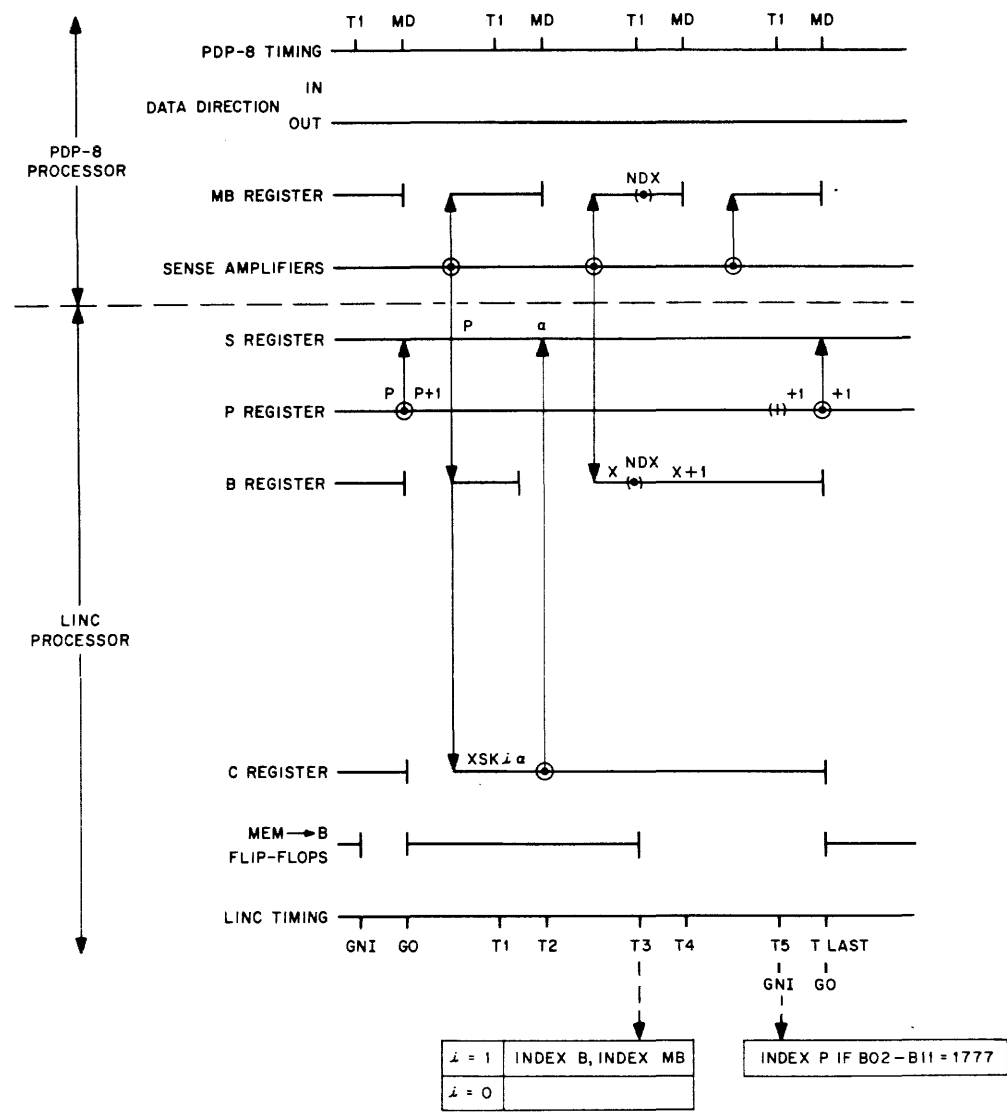 T1 MD T1 MD T1 MD T1 MD
PDP-8 TIMING
IN
DATA DIRECTION
OUT
PDP-8
PROCESSOR
NDX
MB REGISTER
SENSE AMPLIFIERS
P α
S REGISTER
P P+1 +1 +1
P REGISTER
NDX
X X+1
B REGISTER
LINC
PROCESSOR
XSK i α
C REGISTER
MEM → B
FLIP-FLOPS
LINC TIMING
GNI GO T1 T2 T3 T4 T5 T LAST
GNI GO
i = 1 INDEX B, INDEX MB
i = 0
INDEX P IF B02-B11 = 1777